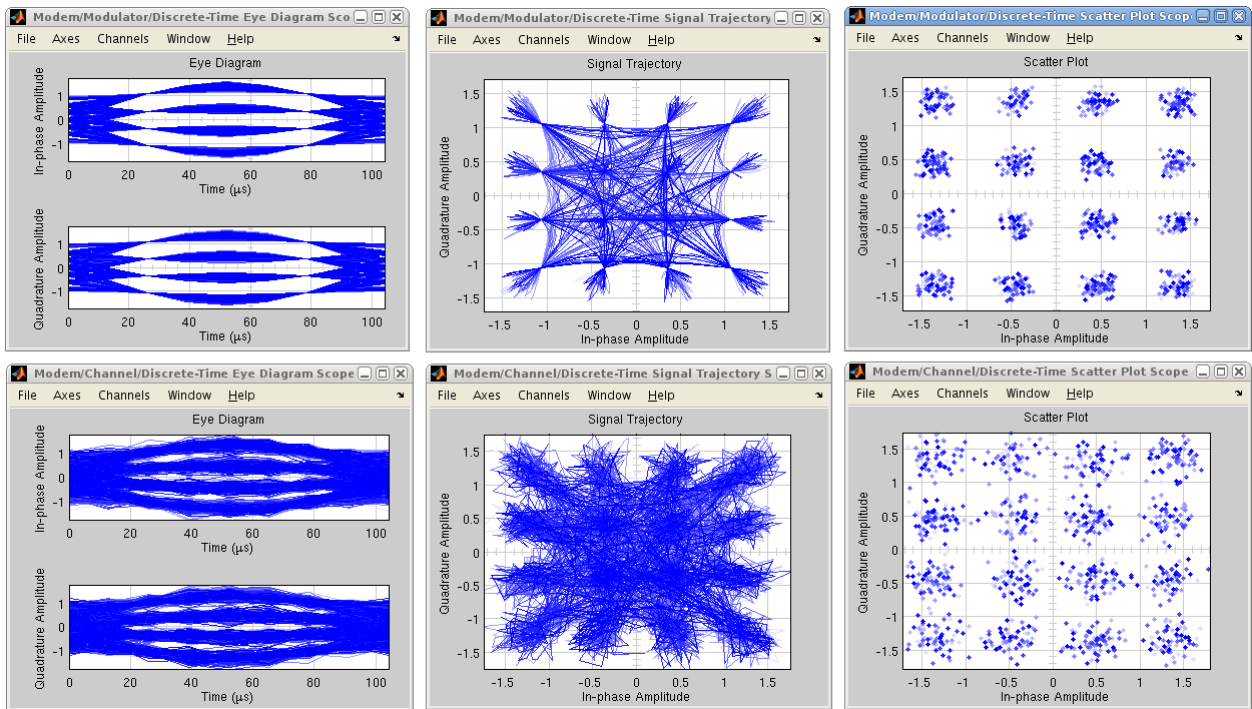 Modem/Modulator/Discrete-Time Eye Diagram Sco
File Axes Channels Window Help
Eye Diagram
In-phase Amplitude
1
0
-1
0 20 40 60 80 100
Time (μs)
Quadrature Amplitude
1
0
-1
0 20 40 60 80 100
Time (μs)
Modem/Modulator/Discrete-Time Signal Trajectory
File Axes Channels Window Help
Signal Trajectory
Quadrature Amplitude
1.5
1
0.5
0
-0.5
-1
-1.5
-1.5 -1 -0.5 0 0.5 1 1.5
In-phase Amplitude
Modem/Modulator/Discrete-Time Scatter Plot Scope
File Axes Channels Window Help
Scatter Plot
Quadrature Amplitude
1.5
1
0.5
0
-0.5
-1
-1.5
-1.5 -1 -0.5 0 0.5 1 1.5
In-phase Amplitude
Modem/Channel/Discrete-Time Eye Diagram Scope
File Axes Channels Window Help
Eye Diagram
In-phase Amplitude
1
0
-1
0 20 40 60 80 100
Time (μs)
Quadrature Amplitude
1
0
-1
0 20 40 60 80 100
Time (μs)
Modem/Channel/Discrete-Time Signal Trajectory S
File Axes Channels Window Help
Signal Trajectory
Quadrature Amplitude
1.5
1
0.5
0
-0.5
-1
-1.5
-1.5 -1 -0.5 0 0.5 1 1.5
In-phase Amplitude
Modem/Channel/Discrete-Time Scatter Plot Scope
File Axes Channels Window Help
Scatter Plot
Quadrature Amplitude
1.5
1
0.5
0
-0.5
-1
-1.5
-1.5 -1 -0.5 0 0.5 1 1.5
In-phase Amplitude